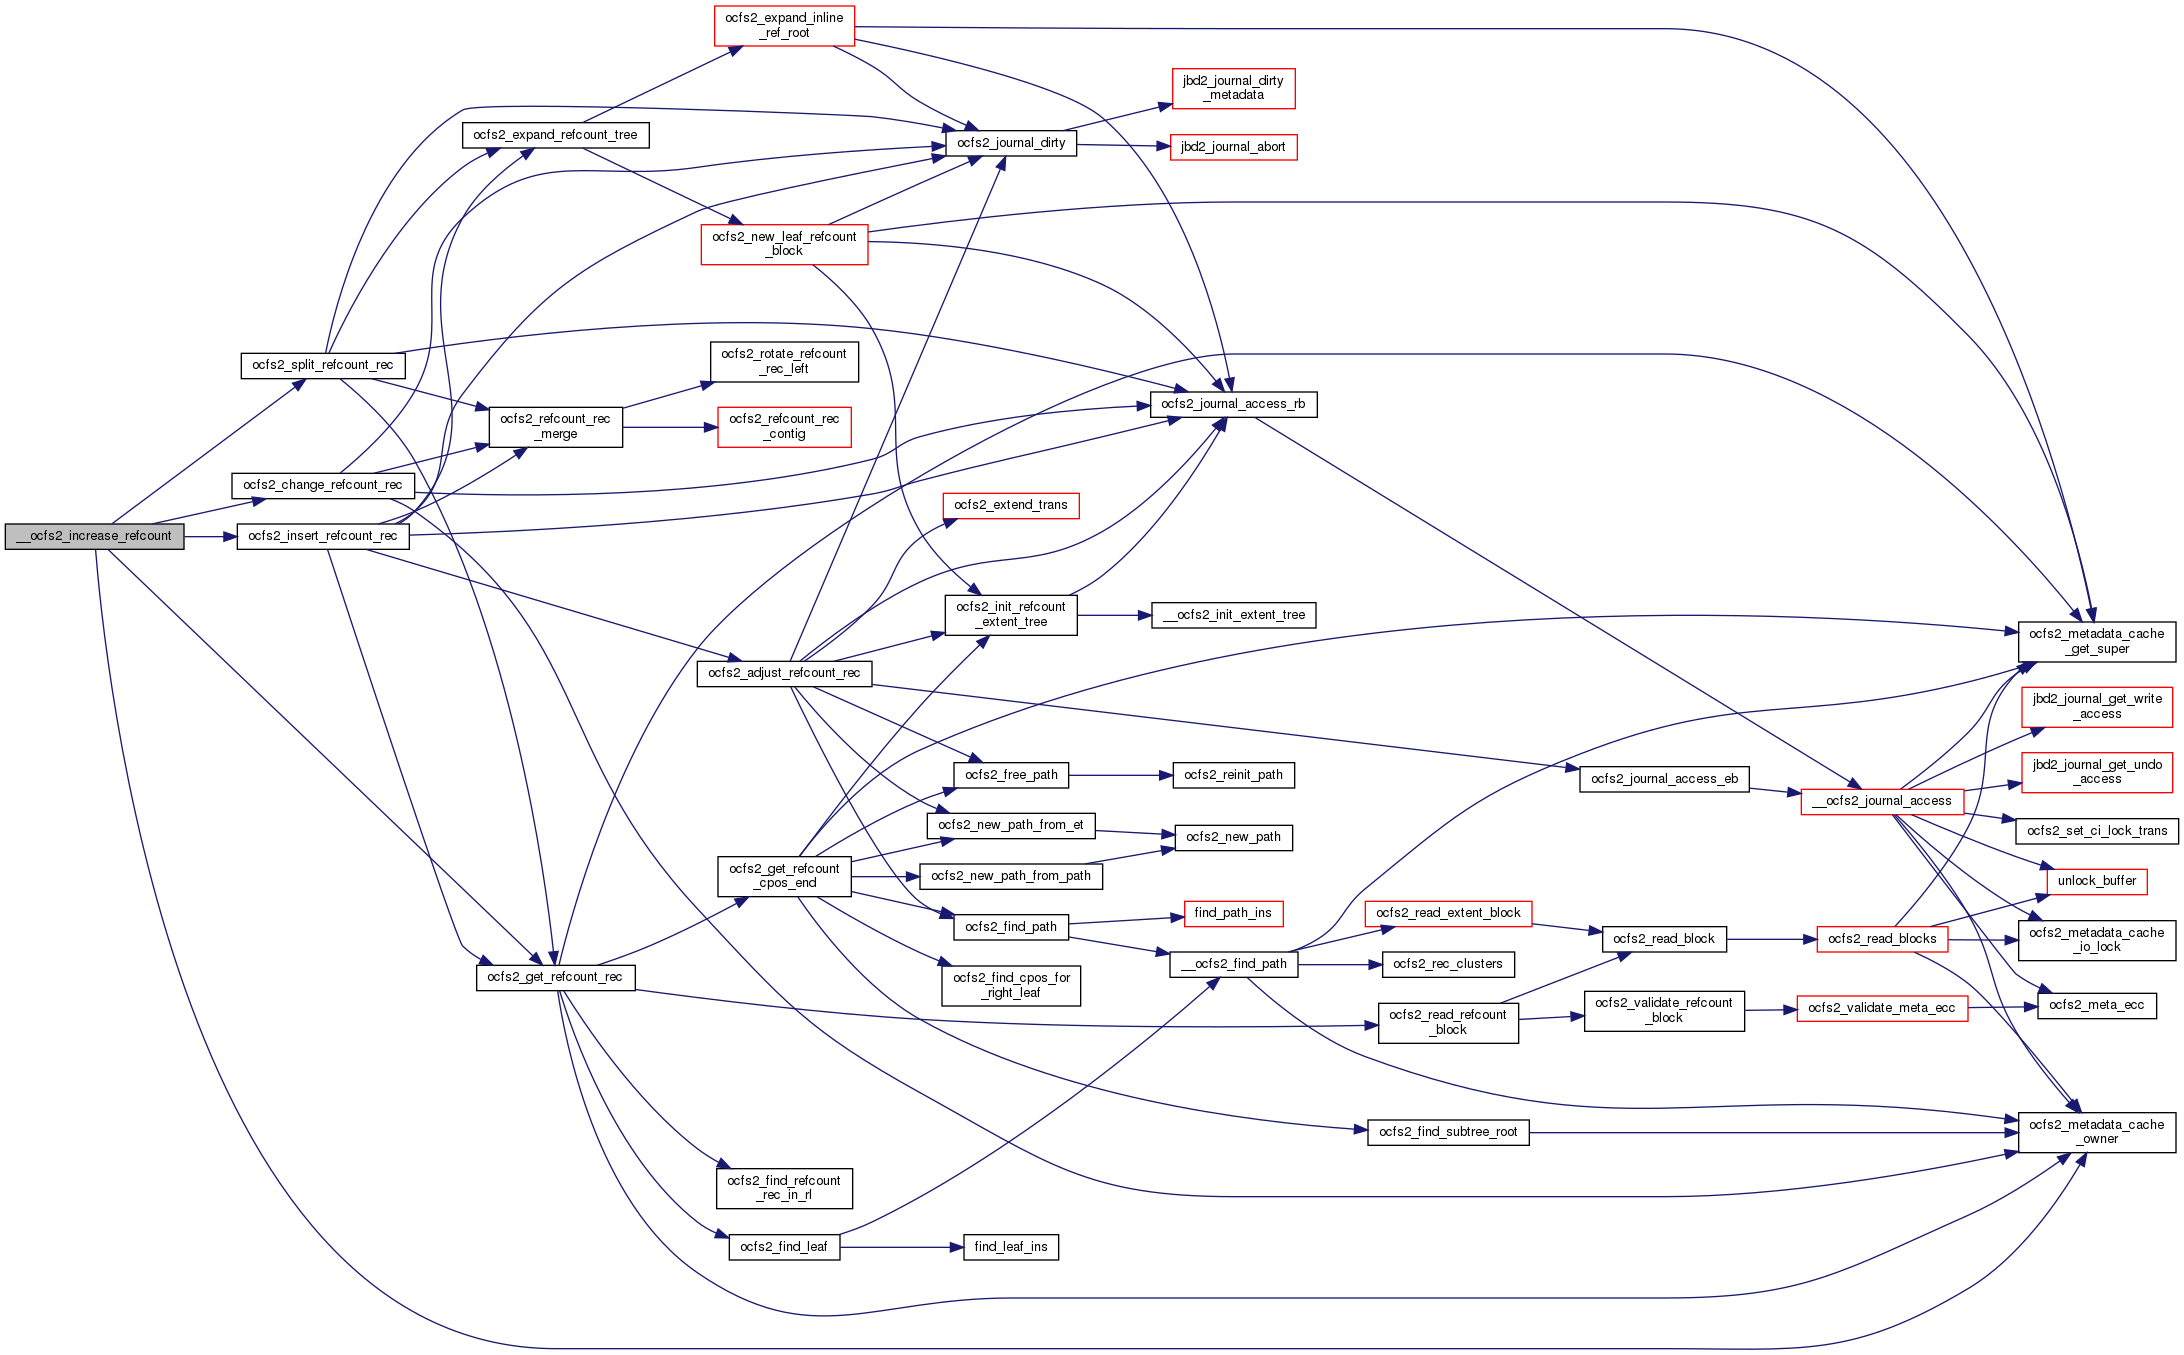 ocfs2_expand_inline
_ref_root
jbd2_journal_dirty
_metadata
ocfs2_expand_refcount_tree
ocfs2_journal_dirty
jbd2_journal_abort
ocfs2_new_leaf_refcount
_block
ocfs2_split_refcount_rec
ocfs2_rotate_refcount
_rec_left
ocfs2_journal_access_rb
ocfs2_refcount_rec
_merge
ocfs2_refcount_rec
_contig
ocfs2_change_refcount_rec
ocfs2_extend_trans
__ocfs2_increase_refcount
ocfs2_insert_refcount_rec
ocfs2_init_refcount
_extent_tree
__ocfs2_init_extent_tree
ocfs2_metadata_cache
_get_super
ocfs2_adjust_refcount_rec
jbd2_journal_get_write
_access
ocfs2_free_path
ocfs2_reinit_path
ocfs2_journal_access_eb
jbd2_journal_get_undo
_access
__ocfs2_journal_access
ocfs2_new_path_from_et
ocfs2_new_path
ocfs2_set_ci_lock_trans
ocfs2_get_refcount
_cpos_end
ocfs2_new_path_from_path
unlock_buffer
ocfs2_find_path
find_path_ins
ocfs2_read_extent_block
ocfs2_read_block
ocfs2_read_blocks
ocfs2_metadata_cache
_io_lock
__ocfs2_find_path
ocfs2_rec_clusters
ocfs2_get_refcount_rec
ocfs2_find_cpos_for
_right_leaf
ocfs2_read_refcount
_block
ocfs2_validate_refcount
_block
ocfs2_validate_meta_ecc
ocfs2_meta_ecc
ocfs2_find_subtree_root
ocfs2_metadata_cache
_owner
ocfs2_find_refcount
_rec_in_rl
ocfs2_find_leaf
find_leaf_ins